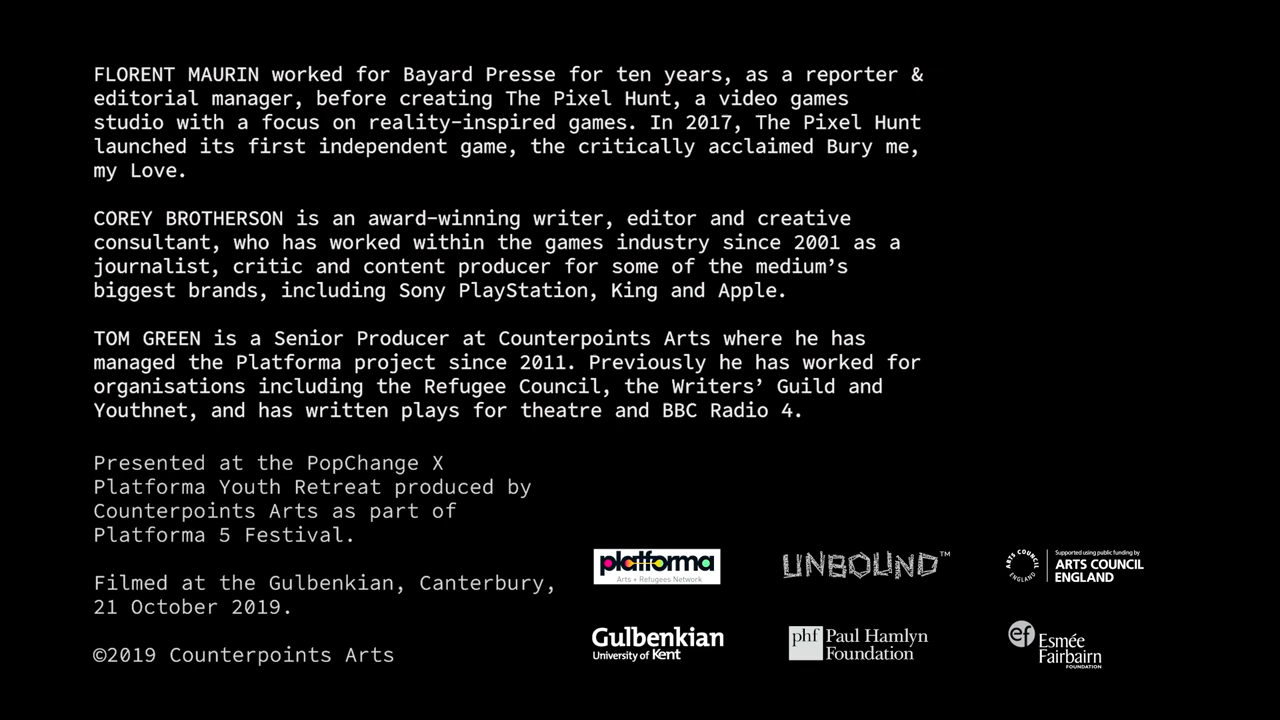 FLORENT MAURIN worked for Bayard Presse for ten years, as a reporter &
editorial manager, before creating The Pixel Hunt, a video games
studio with a focus on reality-inspired games. In 2017, The Pixel Hunt
launched its first independent game, the critically acclaimed Bury me,
my Love.
COREY BROTHERSON is an award-winning writer, editor and creative
consultant, who has worked within the games industry since 2001 as a
journalist, critic and content producer for some of the medium’s
biggest brands, including Sony PlayStation, King and Apple.
TOM GREEN is a Senior Producer at Counterpoints Arts where he has
managed the Platforma project since 2011. Previously he has worked for
organisations including the Refugee Council, the Writers’ Guild and
Youthnet, and has written plays for theatre and BBC Radio 4.
Presented at the PopChange X
Platforma Youth Retreat produced by
Counterpoints Arts as part of
Platforma 5 Festival.
Filmed at the Gulbenkian, Canterbury,
21 October 2019.
©2019 Counterpoints Arts
platforma
Arts + Refugees Network
UNBOUND™
ARTS COUNCIL
ENGLAND
Supported using public funding by
ARTS COUNCIL
ENGLAND
Gulbenkian
University of Kent
phf
Paul Hamlyn
Foundation
ef
Esmée
Fairbairn
FOUNDATION